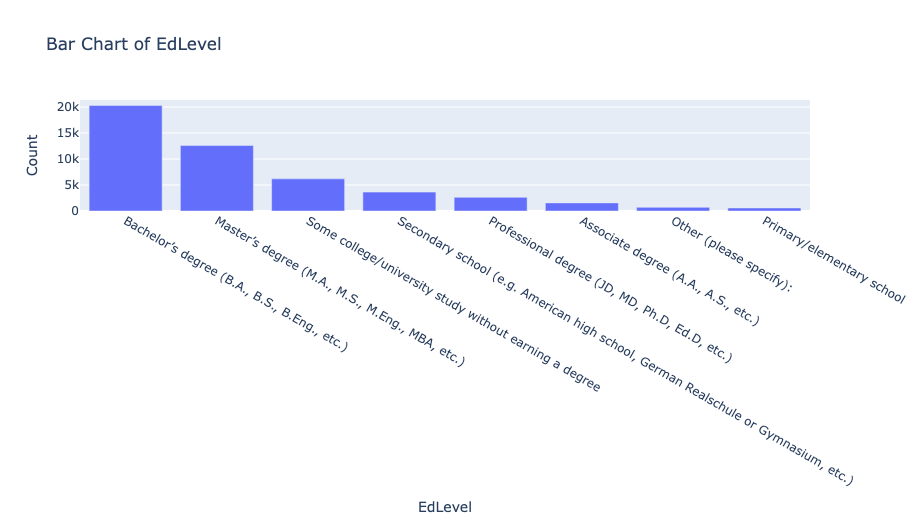 Bar Chart of EdLevel
Count
20k
15k
10k
5k
0
Bachelor’s degree (B.A., B.S., B.Eng., etc.)
Master’s degree (M.A., M.S., M.Eng., MBA, etc.)
Some college/university study without earning a degree
Secondary school (e.g. American high school, German Realschule or Gymnasium, etc.)
Professional degree (JD, MD, Ph.D, Ed.D, etc.)
Associate degree (A.A., A.S., etc.)
Other (please specify):
Primary/elementary school
EdLevel